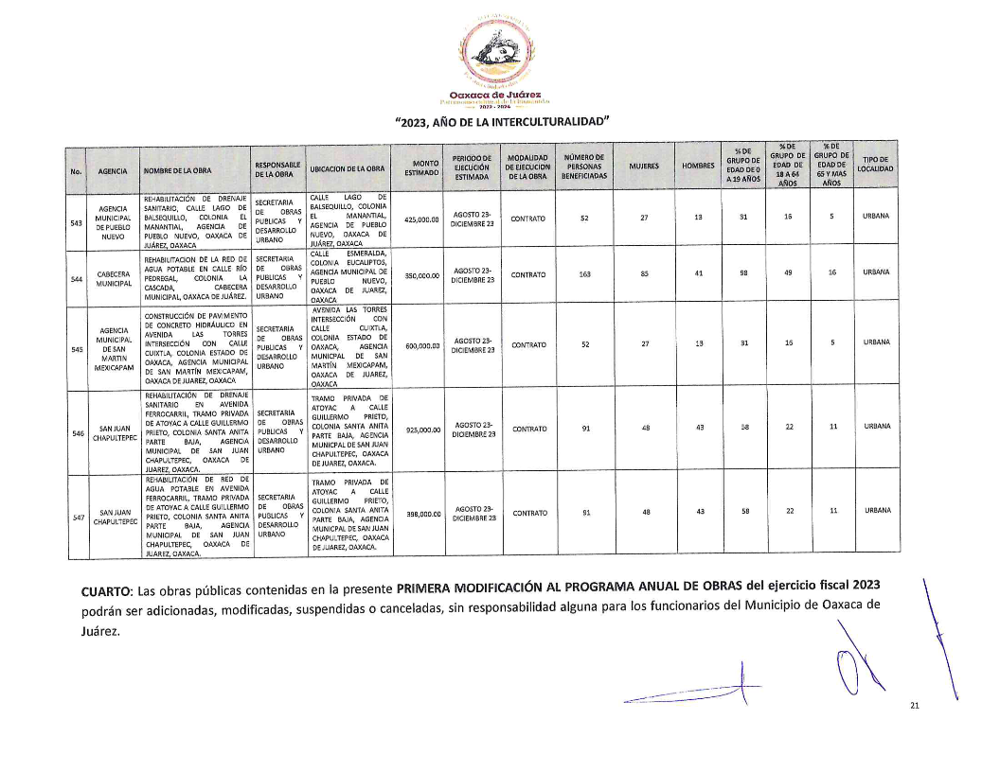 Oaxaca de Juárez
Patrimonio Cultural de la Humanidad
2022 - 2024
“2023, AÑO DE LA INTERCULTURALIDAD”
No. AGENCIA NOMBRE DE LA OBRA RESPONSABLE DE LA OBRA UBICACION DE LA OBRA MONTO ESTIMADO PERIODO DE EJECUCIÓN ESTIMADA MODALIDAD DE EJECUCION DE LA OBRA NÚMERO DE PERSONAS BENEFICIADAS MUJERES HOMBRES % DE GRUPO DE EDAD DE 0 A 19 AÑOS % DE GRUPO DE EDAD DE 18 A 64 AÑOS % DE GRUPO DE EDAD DE 65 Y MAS AÑOS TIPO DE LOCALIDAD
543 AGENCIA MUNICIPAL DE PUEBLO NUEVO REHABILITACIÓN DE DRENAJE SANITARIO, CALLE LAGO DE BALSEQUILLO, COLONIA EL MANANTIAL, AGENCIA DE PUEBLO NUEVO, OAXACA DE JUÁREZ, OAXACA SECRETARIA DE OBRAS PUBLICAS Y DESARROLLO URBANO CALLE LAGO DE BALSEQUILLO, COLONIA EL MANANTIAL, AGENCIA DE PUEBLO NUEVO, OAXACA DE JUÁREZ, OAXACA 425,000.00 AGOSTO 23-DICIEMBRE 23 CONTRATO 52 27 13 31 16 5 URBANA
544 CABECERA MUNICIPAL REHABILITACION DE LA RED DE AGUA POTABLE EN CALLE RÍO PEDREGAL, COLONIA LA CASCADA, CABECERA MUNICIPAL, OAXACA DE JUÁREZ. SECRETARIA DE OBRAS PUBLICAS Y DESARROLLO URBANO CALLE ESMERALDA, COLONIA EUCALIPTOS, AGENCIA MUNICIPAL DE PUEBLO NUEVO, OAXACA DE JUAREZ, OAXACA 350,000.00 AGOSTO 23-DICIEMBRE 23 CONTRATO 163 85 41 98 49 16 URBANA
545 AGENCIA MUNICIPAL DE SAN MARTIN MEXICAPAM CONSTRUCCIÓN DE PAVIMENTO DE CONCRETO HIDRÁULICO EN AVENIDA LAS TORRES INTERSECCIÓN CON CALLE CUIXTLA, COLONIA ESTADO DE OAXACA, AGENCIA MUNICIPAL DE SAN MARTÍN MEXICAPAM, OAXACA DE JUAREZ, OAXACA SECRETARIA DE OBRAS PUBLICAS Y DESARROLLO URBANO AVENIDA LAS TORRES INTERSECCIÓN CON CALLE CUIXTLA, COLONIA ESTADO DE OAXACA, AGENCIA MUNICPAL DE SAN MARTÍN MEXICAPAM, OAXACA DE JUAREZ, OAXACA 600,000.00 AGOSTO 23-DICIEMBRE 23 CONTRATO 52 27 13 31 16 5 URBANA
546 SAN JUAN CHAPULTEPEC REHABILITACIÓN DE DRENAJE SANITARIO EN AVENIDA FERROCARRIL, TRAMO PRIVADA DE ATOYAC A CALLE GUILLERMO PRIETO, COLONIA SANTA ANITA PARTE BAJA, AGENCIA MUNICIPAL DE SAN JUAN CHAPULTEPEC, OAXACA DE JUAREZ, OAXACA. SECRETARIA DE OBRAS PUBLICAS Y DESARROLLO URBANO TRAMO PRIVADA DE ATOYAC A CALLE GUILLERMO PRIETO, COLONIA SANTA ANITA PARTE BAJA, AGENCIA MUNICPAL DE SAN JUAN CHAPULTEPEC, OAXACA DE JUAREZ, OAXACA. 925,000.00 AGOSTO 23-DICIEMBRE 23 CONTRATO 91 48 43 58 22 11 URBANA
547 SAN JUAN CHAPULTEPEC REHABILITACIÓN DE RED DE AGUA POTABLE EN AVENIDA FERROCARRIL, TRAMO PRIVADA DE ATOYAC A CALLE GUILLERMO PRIETO, COLONIA SANTA ANITA PARTE BAJA, AGENCIA MUNICIPAL DE SAN JUAN CHAPULTEPEC, OAXACA DE JUAREZ, OAXACA. SECRETARIA DE OBRAS PUBLICAS Y DESARROLLO URBANO TRAMO PRIVADA DE ATOYAC A CALLE GUILLERMO PRIETO, COLONIA SANTA ANITA PARTE BAJA, AGENCIA MUNICPAL DE SAN JUAN CHAPULTEPEC, OAXACA DE JUAREZ, OAXACA. 398,000.00 AGOSTO 23-DICIEMBRE 23 CONTRATO 91 48 43 58 22 11 URBANA
CUARTO: Las obras públicas contenidas en la presente PRIMERA MODIFICACIÓN AL PROGRAMA ANUAL DE OBRAS del ejercicio fiscal 2023
podrán ser adicionadas, modificadas, suspendidas o canceladas, sin responsabilidad alguna para los funcionarios del Municipio de Oaxaca de
Juárez.
21